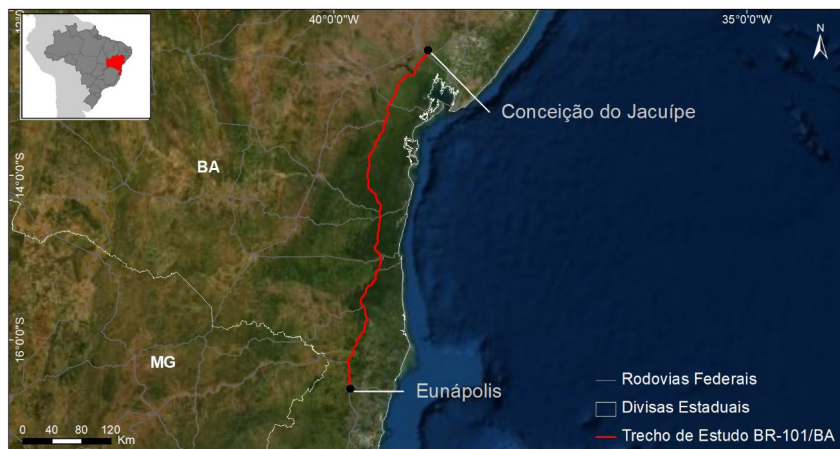 40°0'0"W
35°0'0"W
N
Conceição do Jacuípe
BA
14°0'0"S
16°0'0"S
MG
Eunápolis
Rodovias Federais
Divisas Estaduais
Trecho de Estudo BR-101/BA
0 20 40 80 120
Km